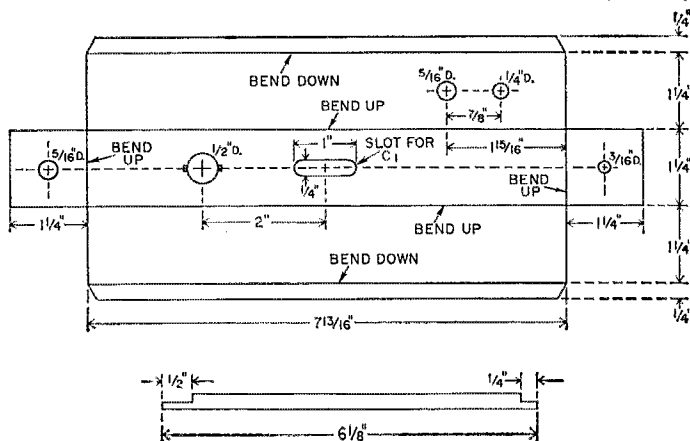 1/4"
BEND DOWN
5/16" D.
1/4" D.
7/8"
1 1/4"
BEND UP
1 15/16"
5/16" D.
BEND UP
1/2" D.
1"
SLOT FOR C1
3/16" D.
1/4"
BEND UP
1 1/4"
1 1/4"
2"
BEND UP
1 1/4"
1 1/4"
BEND DOWN
7 13/16"
1/4"
1/2"
1/4"
6 1/8"